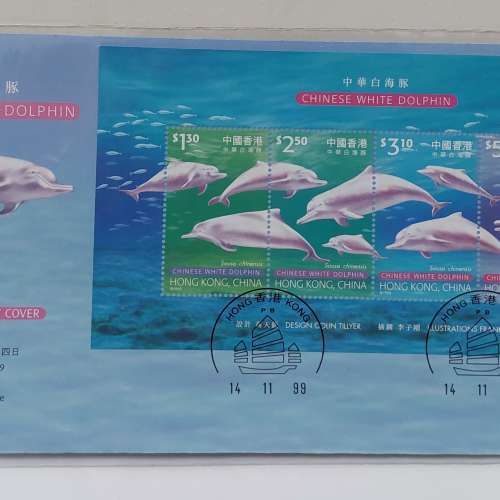 豚
DOLPHIN
COVER
四日
9
e
中華白海豚
CHINESE WHITE DOLPHIN
$1.30 中國香港
中華白海豚
Sousa chinensis
CHINESE WHITE DOLPHIN
HONG KONG, CHINA
$2.50 中國香港
中華白海豚
Sousa chinensis
CHINESE WHITE DOLPHIN
HONG KONG, CHINA
$3.10 中國香港
中華白海豚
Sousa chinensis
CHINESE WHITE DOLPHIN
HONG KONG, CHINA
設計 DESIGN COLIN TILLYER 插圖 李子翔 ILLUSTRATIONS FRANK
HONG 香港 KONG
P B
14 11 99
HONG 香港
P B
14 11